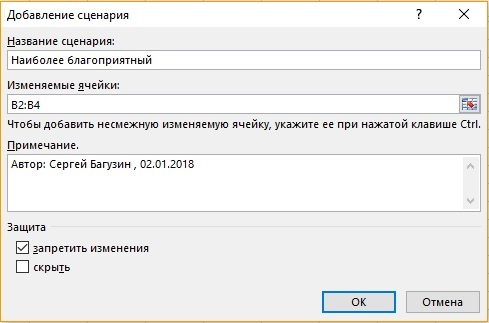 Добавление сценария
Название сценария:
Наиболее благоприятный
Изменяемые ячейки:
B2:B4
Чтобы добавить несмежную изменяемую ячейку, укажите ее при нажатой клавише Ctrl.
Примечание.
Автор: Сергей Багузин , 02.01.2018
Защита
запретить изменения
скрыть
ОК
Отмена